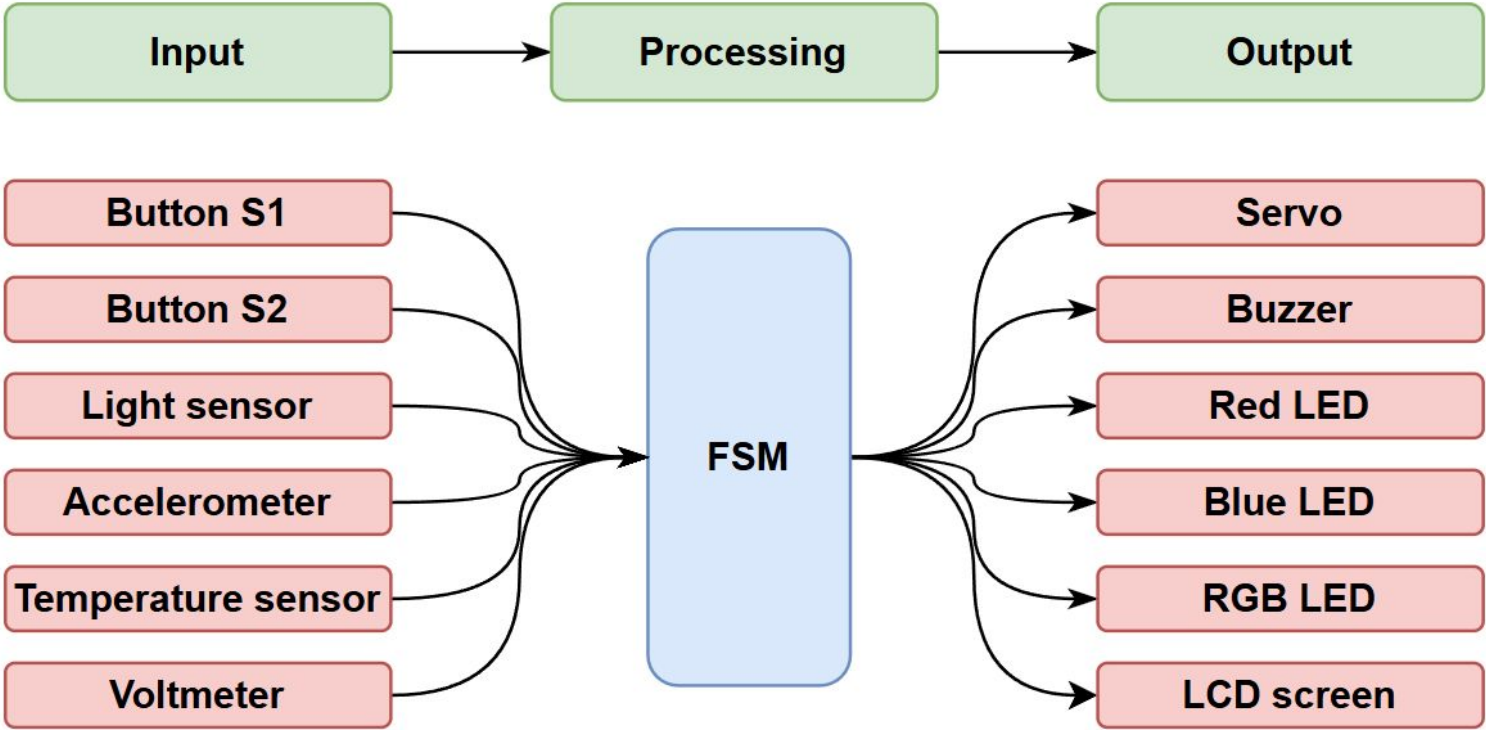 Input
Processing
Output
Button S1
Button S2
Light sensor
Accelerometer
Temperature sensor
Voltmeter
FSM
Servo
Buzzer
Red LED
Blue LED
RGB LED
LCD screen